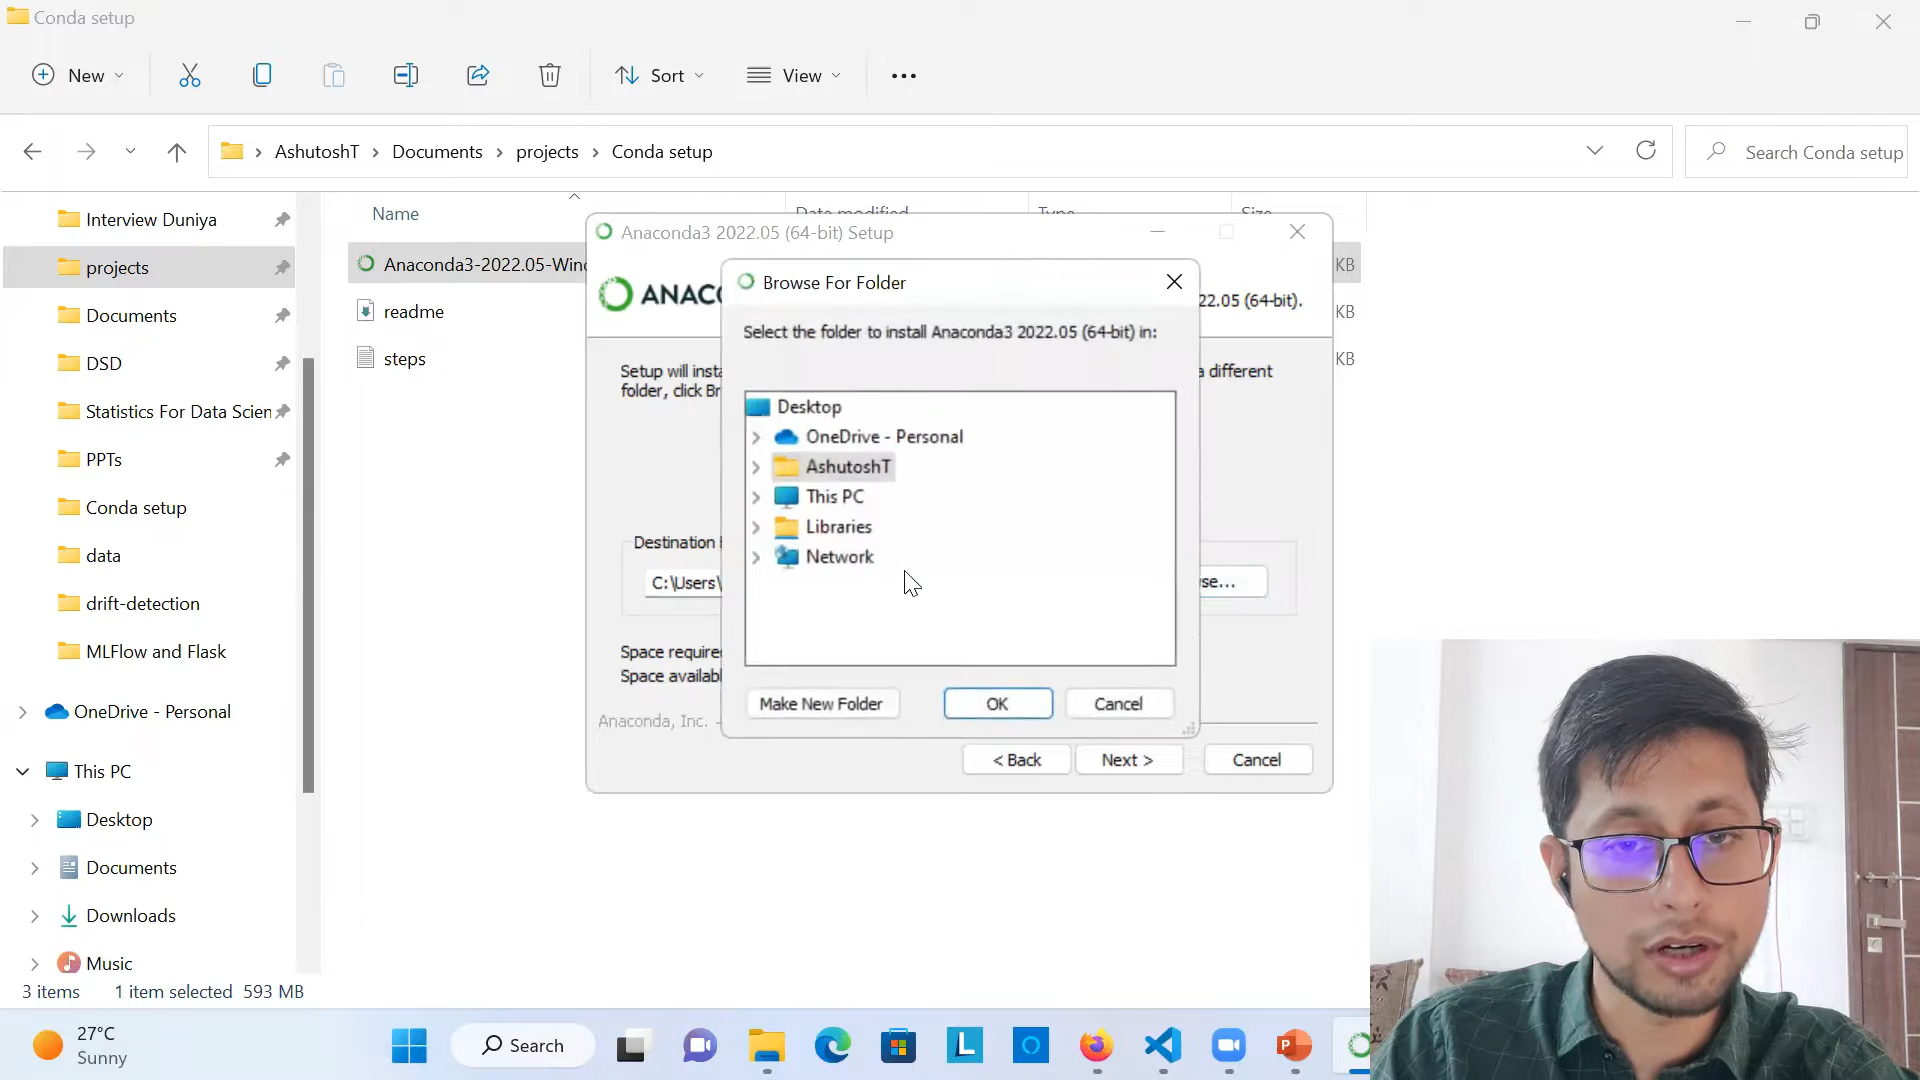 Conda setup
New
Sort
View
AshutoshT > Documents > projects > Conda setup
Search Conda setup
Interview Duniya
projects
Documents
DSD
Statistics For Data Scien
PPTs
Conda setup
data
drift-detection
MLFlow and Flask
OneDrive - Personal
This PC
Desktop
Documents
Downloads
Music
3 items 1 item selected 593 MB
Name
Date modified
Type
Size
Anaconda3-2022.05-Winc
KB
readme
KB
steps
KB
Anaconda3 2022.05 (64-bit) Setup
ANAC
22.05 (64-bit).
Setup will insta
a different
folder, click Br
Destination
C:\Users\
se...
Space require
Space availab
Anaconda, Inc.
< Back
Next >
Cancel
Browse For Folder
Select the folder to install Anaconda3 2022.05 (64-bit) in:
Desktop
OneDrive - Personal
AshutoshT
This PC
Libraries
Network
Make New Folder
OK
Cancel
27°C
Sunny
Search